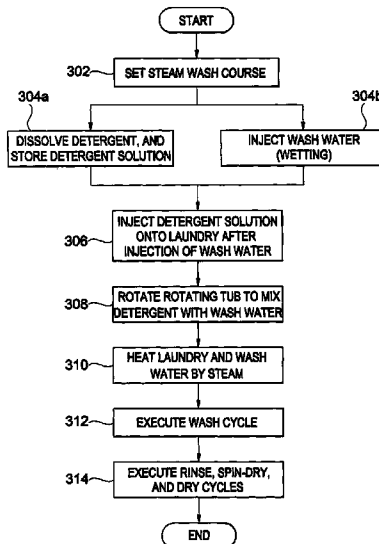 START
302
SET STEAM WASH COURSE
304a
304b
DISSOLVE DETERGENT, AND
STORE DETERGENT SOLUTION
INJECT WASH WATER
(WETTING)
306
INJECT DETERGENT SOLUTION
ONTO LAUNDRY AFTER
INJECTION OF WASH WATER
308
ROTATE ROTATING TUB TO MIX
DETERGENT WITH WASH WATER
310
HEAT LAUNDRY AND WASH
WATER BY STEAM
312
EXECUTE WASH CYCLE
314
EXECUTE RINSE, SPIN-DRY,
AND DRY CYCLES
END